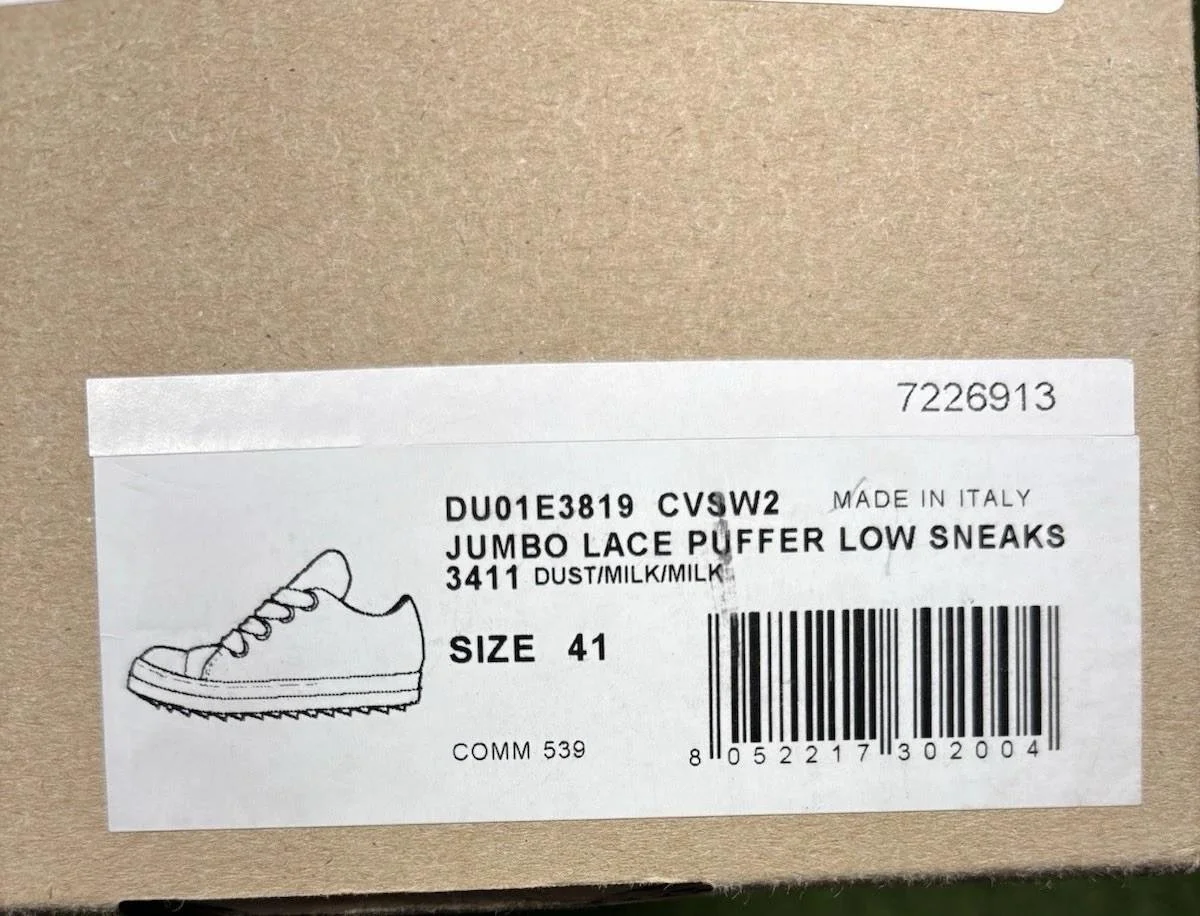 7226913
DU01E3819 CVSW2 MADE IN ITALY
JUMBO LACE PUFFER LOW SNEAKS
3411 DUST/MILK/MILK
SIZE 41
COMM 539
8 052217 302004